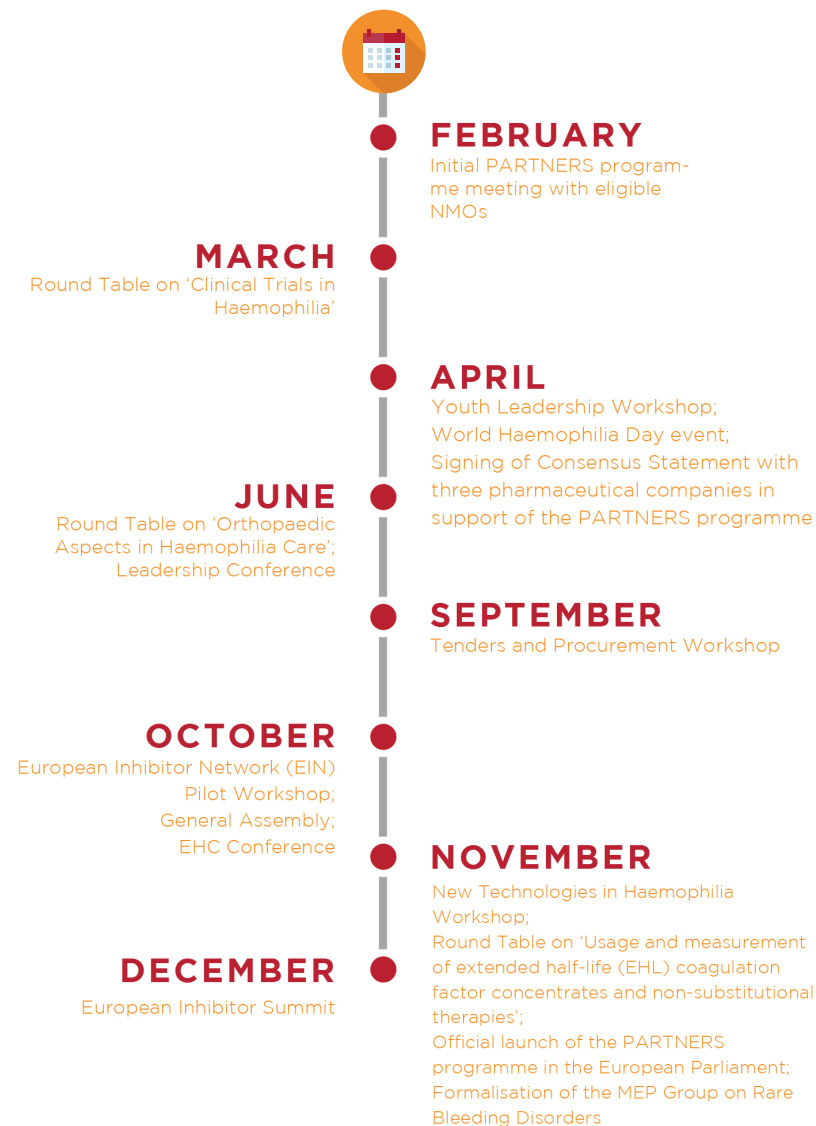 FEBRUARY
Initial PARTNERS program-
me meeting with eligible
NMOs
MARCH
Round Table on ‘Clinical Trials in
Haemophilia’
APRIL
Youth Leadership Workshop;
World Haemophilia Day event;
Signing of Consensus Statement with
three pharmaceutical companies in
support of the PARTNERS programme
JUNE
Round Table on ‘Orthopaedic
Aspects in Haemophilia Care’;
Leadership Conference
SEPTEMBER
Tenders and Procurement Workshop
OCTOBER
European Inhibitor Network (EIN)
Pilot Workshop;
General Assembly;
EHC Conference
NOVEMBER
New Technologies in Haemophilia
Workshop;
Round Table on ‘Usage and measurement
of extended half-life (EHL) coagulation
factor concentrates and non-substitutional
therapies’;
Official launch of the PARTNERS
programme in the European Parliament;
Formalisation of the MEP Group on Rare
Bleeding Disorders
DECEMBER
European Inhibitor Summit